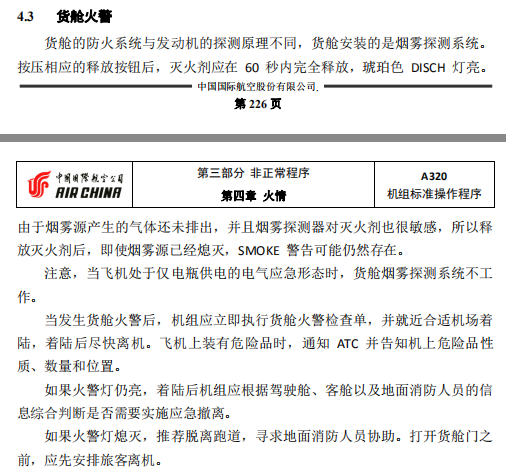 4.3 货舱火警
货舱的防火系统与发动机的探测原理不同，货舱安装的是烟雾探测系统。
按压相应的释放按钮后，灭火剂应在 60 秒内完全释放，琥珀色 DISCH 灯亮。
中国国际航空股份有限公司.
第 226 页
中国国际航空公司
AIR CHINA
第三部分 非正常程序
第四章 火情
A320
机组标准操作程序
由于烟雾源产生的气体还未排出，并且烟雾探测器对灭火剂也很敏感，所以释
放灭火剂后，即使烟雾源已经熄灭，SMOKE 警告可能仍然存在。
注意，当飞机处于仅电瓶供电的电气应急形态时，货舱烟雾探测系统不工
作。
当发生货舱火警后，机组应立即执行货舱火警检查单，并就近合适机场着
陆，着陆后尽快离机。飞机上装有危险品时，通知 ATC 并告知机上危险品性
质、数量和位置。
如果火警灯仍亮，着陆后机组应根据驾驶舱、客舱以及地面消防人员的信
息综合判断是否需要实施应急撤离。
如果火警灯熄灭，推荐脱离跑道，寻求地面消防人员协助。打开货舱门之
前，应先安排旅客离机。